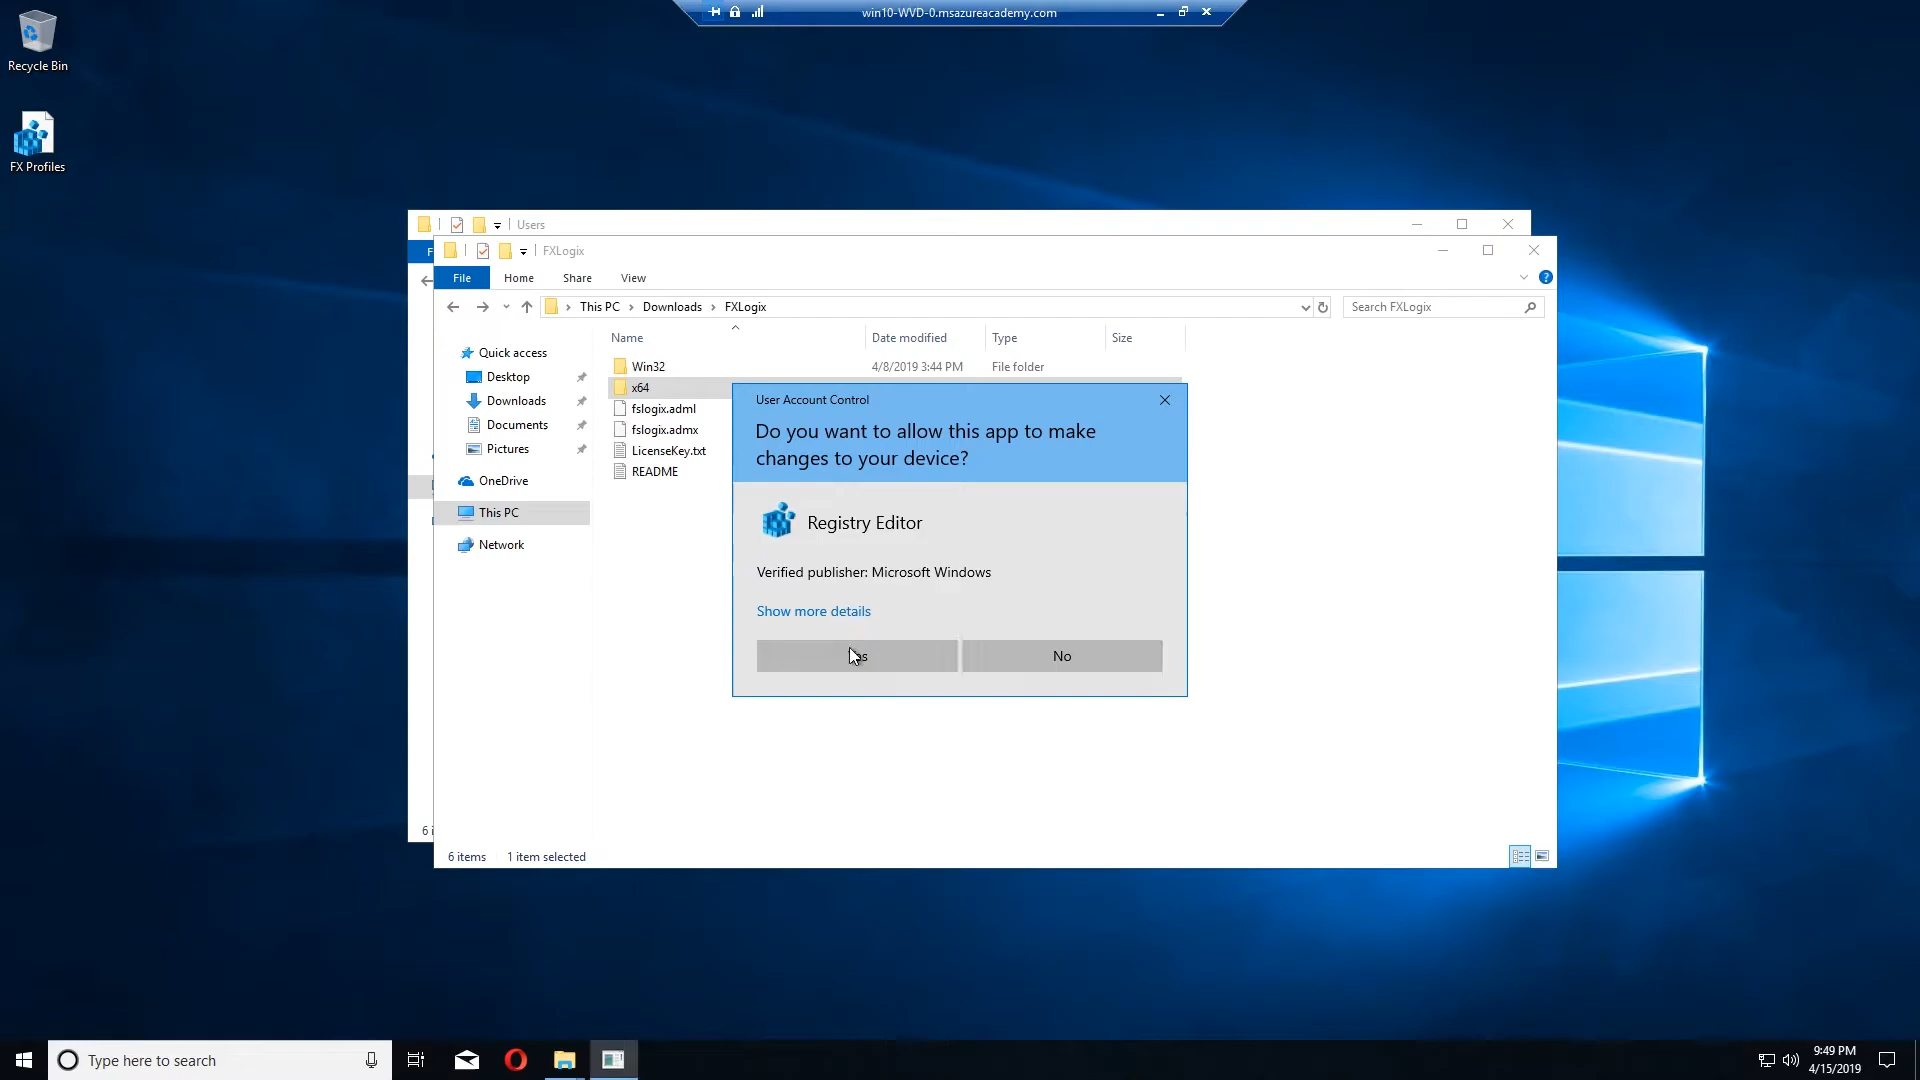 win10-WVD-0.msazureacademy.com
Recycle Bin
FX Profiles
Users
FXLogix
File
Home
Share
View
This PC
Downloads
FXLogix
Search FXLogix
Name
Date modified
Type
Size
Quick access
Desktop
Downloads
Documents
Pictures
OneDrive
This PC
Network
Win32
4/8/2019 3:44 PM
File folder
x64
fslogix.adml
fslogix.admx
LicenseKey.txt
README
User Account Control
Do you want to allow this app to make
changes to your device?
Registry Editor
Verified publisher: Microsoft Windows
Show more details
No
6 items
1 item selected
Type here to search
9:49 PM
4/15/2019